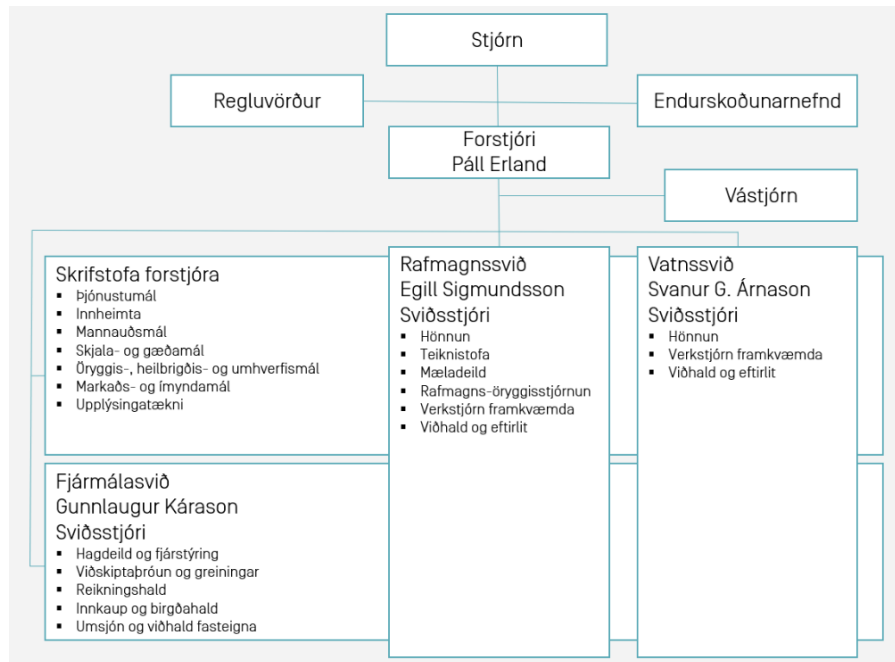 Stjórn
Regluvörður
Endurskoðunarnefnd
Forstjóri
Páll Erland
Vástjórn
Skrifstofa forstjóra
▪ Þjónustumál
▪ Innheimta
▪ Mannauðsmál
▪ Skjala- og gæðamál
▪ Öryggis-, heilbrigðis- og umhverfismál
▪ Markaðs- og ímyndamál
▪ Upplýsingatækni
Rafmagnssvið
Egill Sigmundsson
Sviðsstjóri
▪ Hönnun
▪ Teiknistofa
▪ Mæladeild
▪ Rafmagns-öryggisstjórnun
▪ Verkstjórn framkvæmda
▪ Viðhald og eftirlit
Vatnssvið
Svanur G. Árnason
Sviðsstjóri
▪ Hönnun
▪ Verkstjórn framkvæmda
▪ Viðhald og eftirlit
Fjármálasvið
Gunnlaugur Kárason
Sviðsstjóri
▪ Hagdeild og fjárstýring
▪ Viðskiptaþróun og greiningar
▪ Reikningshald
▪ Innkaup og birgðahald
▪ Umsjón og viðhald fasteigna